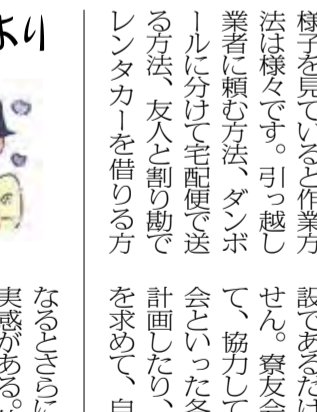 様子を見ていると作業方
法は様々です。引っ越し
業者に頼む方法、ダンボ
ールに分けて宅配便で送
る方法、友人と割り勘で
レンタカーを借りる方
設であるだけ
せん。寮友会
て、協力して
会といった各
計画したり、
を求めて、自
より
なるとさらに
実感がある。